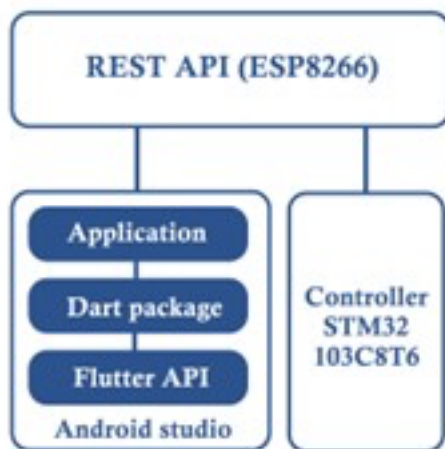 REST API (ESP8266)
Application
Dart package
Flutter API
Android studio
Controller
STM32
103C8T6